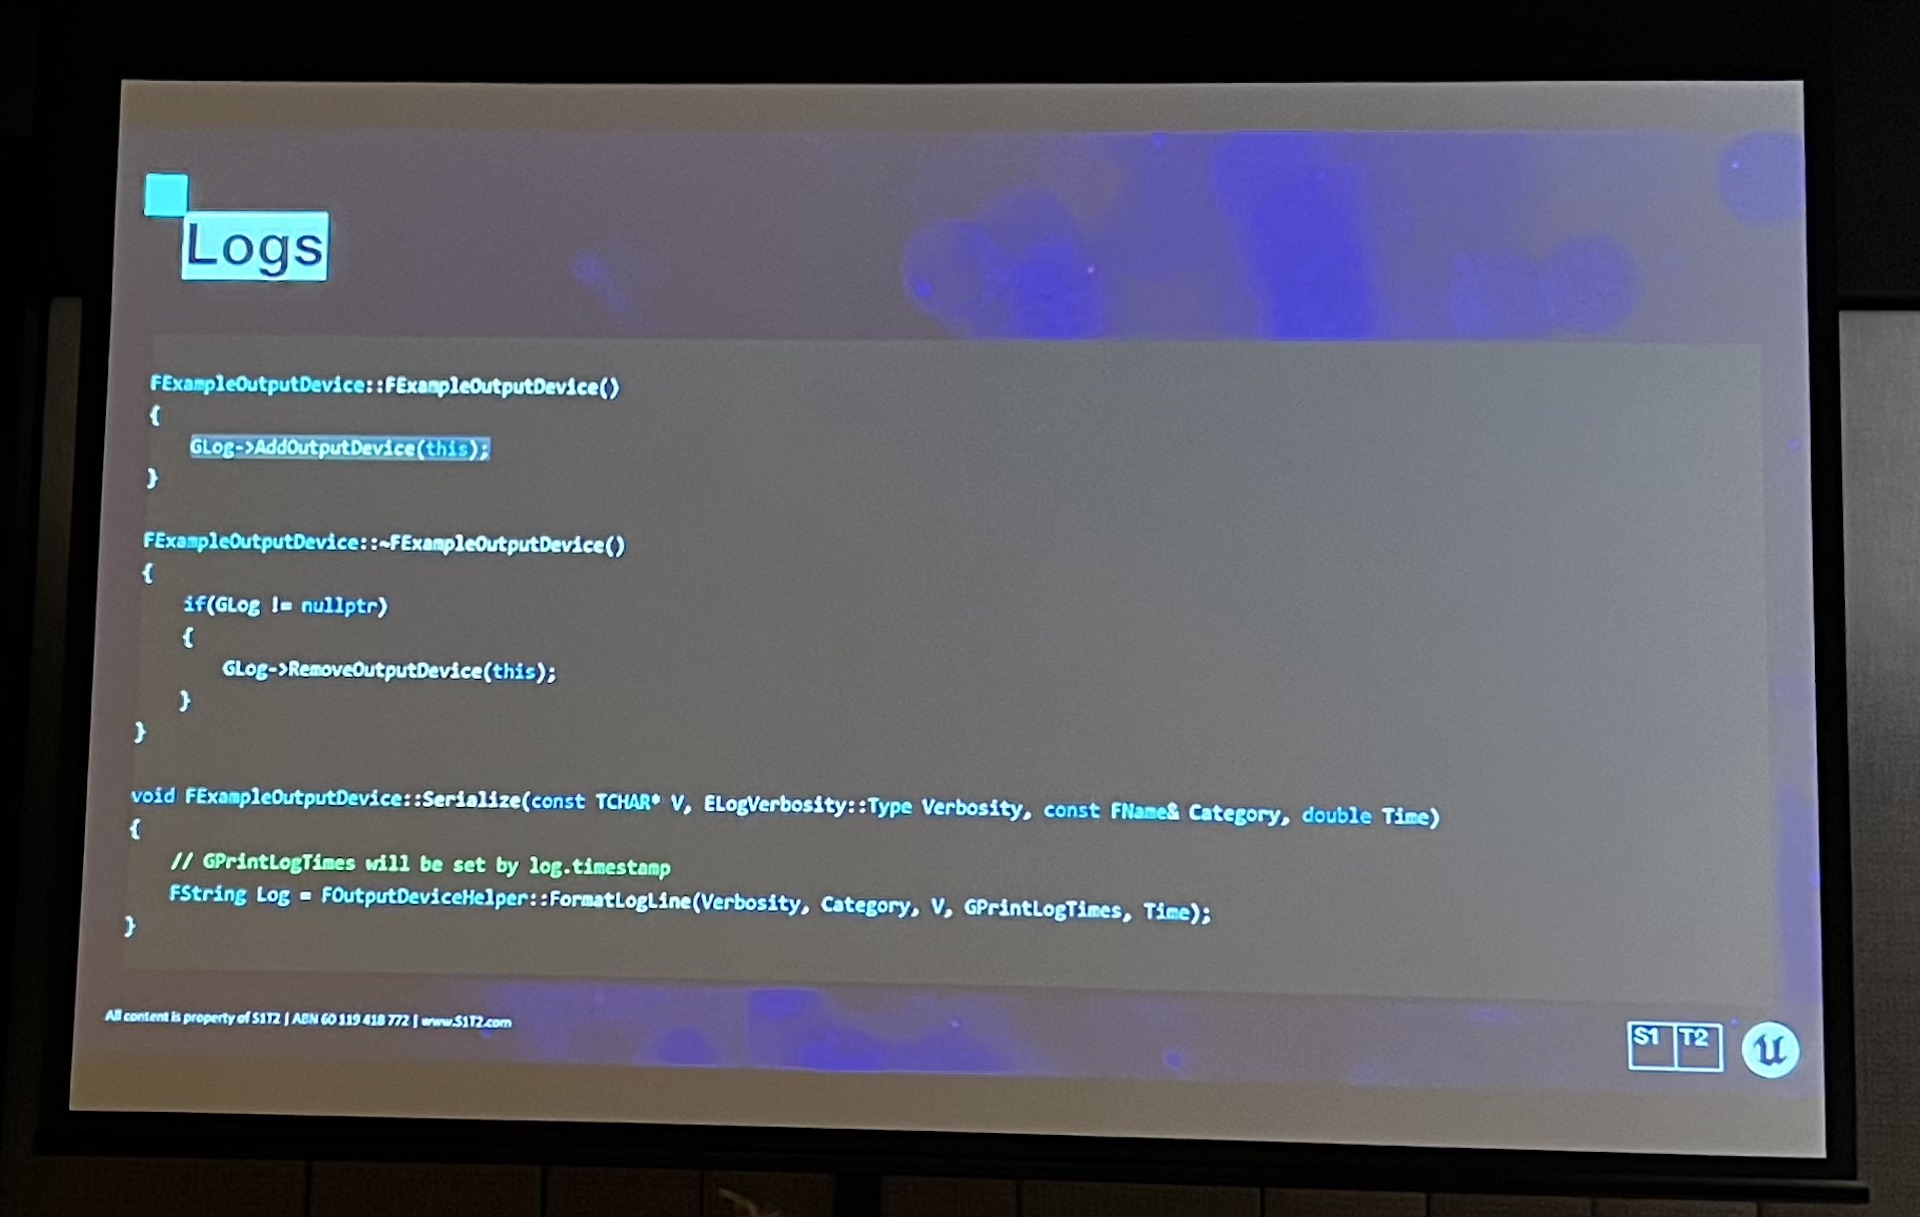 Logs
FExampleOutputDevice::FExampleOutputDevice()
{
GLog->AddOutputDevice(this);
}
FExampleOutputDevice::~FExampleOutputDevice()
{
if(GLog != nullptr)
{
GLog->RemoveOutputDevice(this);
}
}
void FExampleOutputDevice::Serialize(const TCHAR* V, ELogVerbosity::Type Verbosity, const FName& Category, double Time)
{
// GPrintLogTimes will be set by log.timestamp
FString Log = FOutputDeviceHelper::FormatLogLine(Verbosity, Category, V, GPrintLogTimes, Time);
}
All content is property of S1T2 | ABN 60 119 418 772 | www.S1T2.com
S1 T2
U